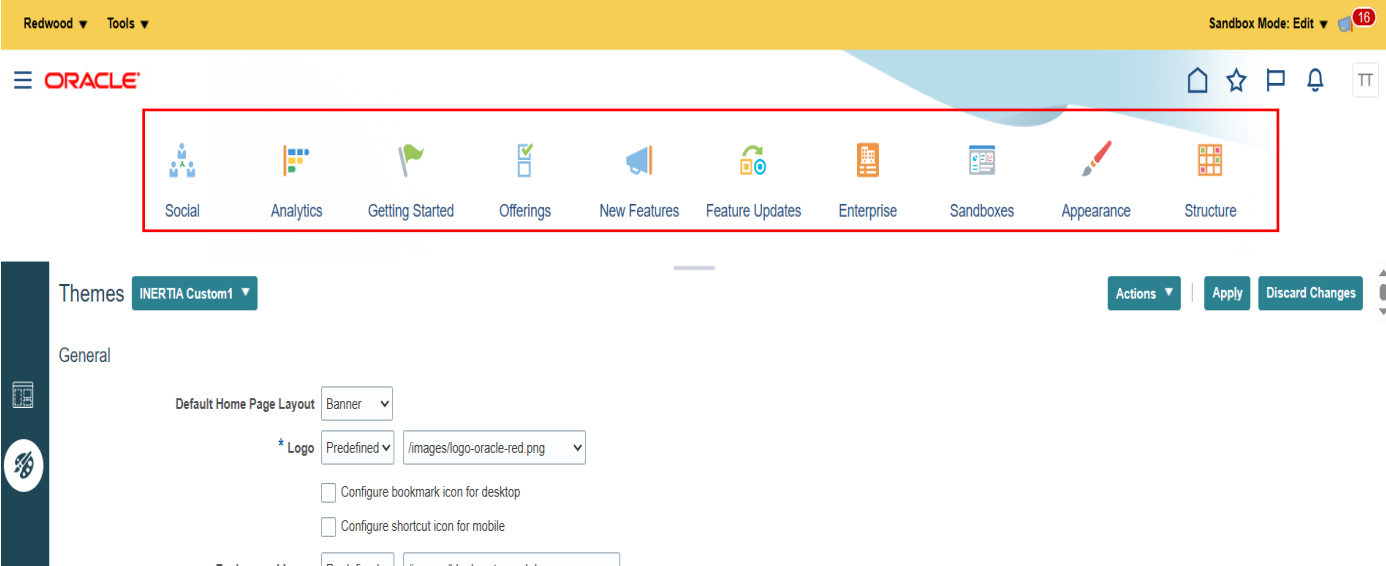 Redwood ▼ Tools ▼ Sandbox Mode: Edit ▼ 16
ORACLE TT
Social Analytics Getting Started Offerings New Features Feature Updates Enterprise Sandboxes Appearance Structure
Themes INERTIA Custom1 ▼ Actions ▼ Apply Discard Changes
General
Default Home Page Layout Banner
* Logo Predefined /images/logo-oracle-red.png
Configure bookmark icon for desktop
Configure shortcut icon for mobile